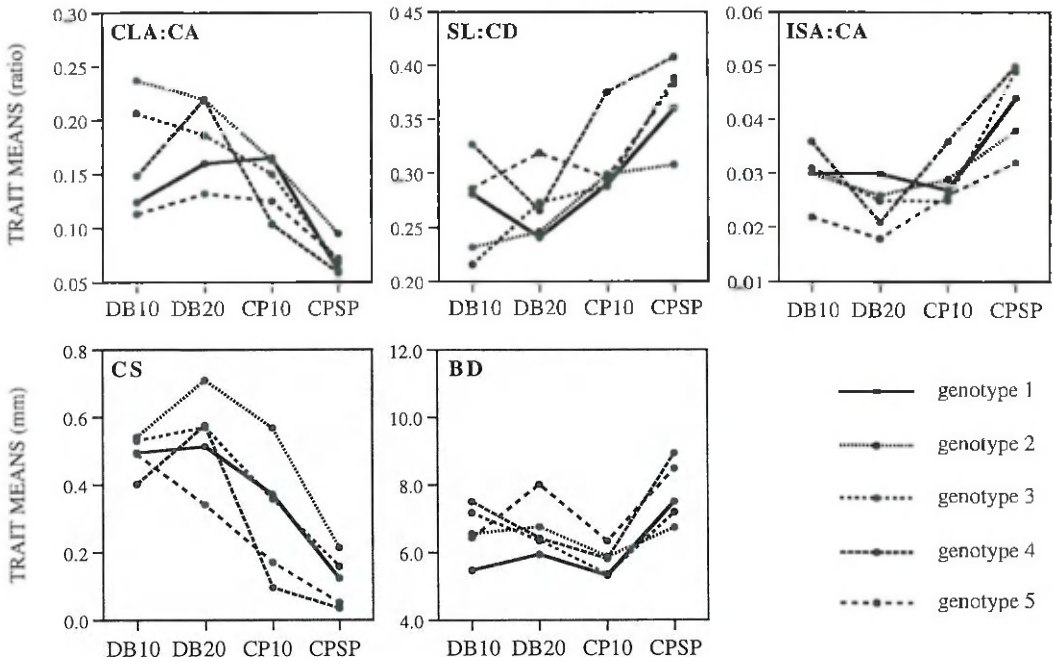 TRAIT MEANS (ratio)
CLA:CA
0.30
0.25
0.20
0.15
0.10
0.05
DB10 DB20 CP10 CPSP
SL:CD
0.45
0.40
0.35
0.30
0.25
0.20
DB10 DB20 CP10 CPSP
ISA:CA
0.06
0.05
0.04
0.03
0.02
0.01
DB10 DB20 CP10 CPSP
TRAIT MEANS (mm)
CS
0.8
0.6
0.4
0.2
0.0
DB10 DB20 CP10 CPSP
BD
12.0
10.0
8.0
6.0
4.0
DB10 DB20 CP10 CPSP
genotype 1
genotype 2
genotype 3
genotype 4
genotype 5